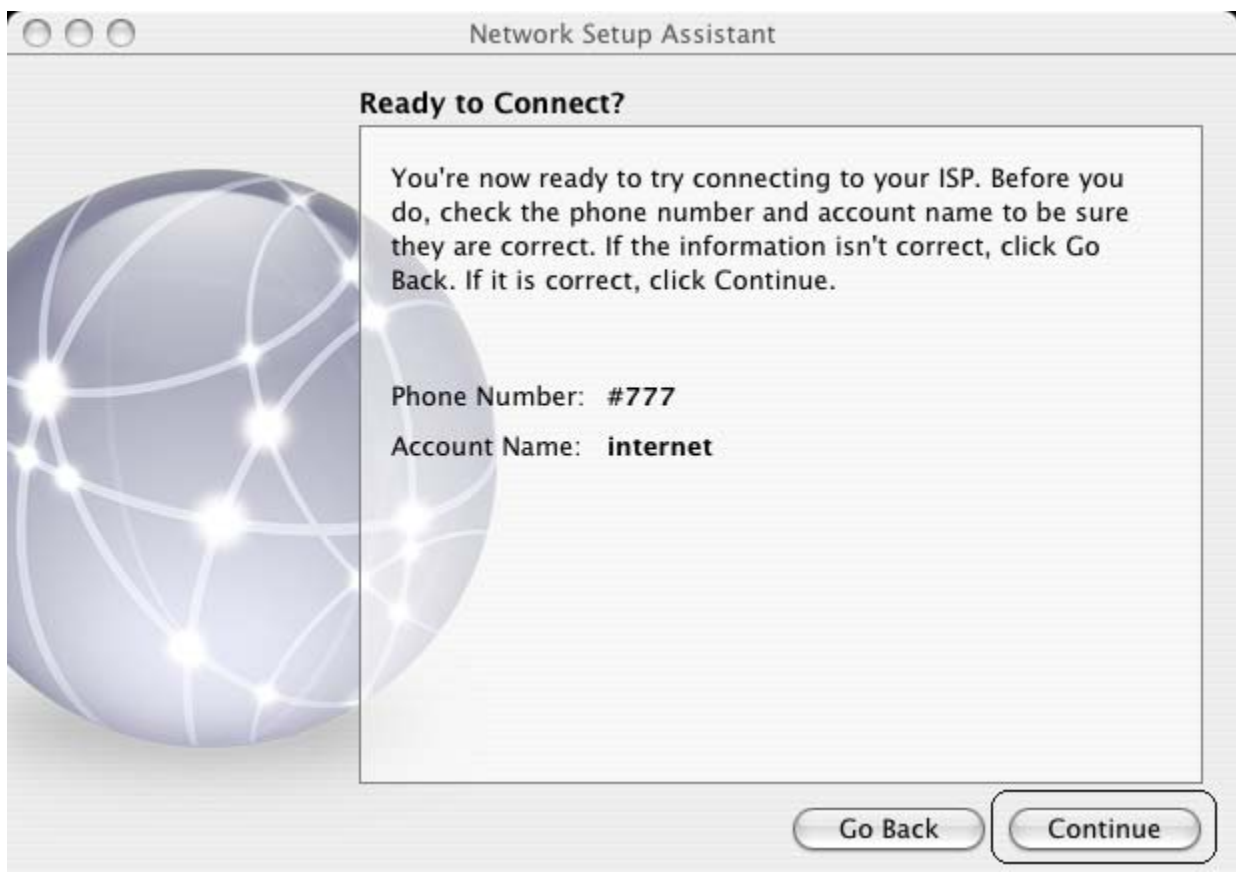 Network Setup Assistant
Ready to Connect?
You're now ready to try connecting to your ISP. Before you
do, check the phone number and account name to be sure
they are correct. If the information isn't correct, click Go
Back. If it is correct, click Continue.
Phone Number: #777
Account Name: internet
Go Back
Continue